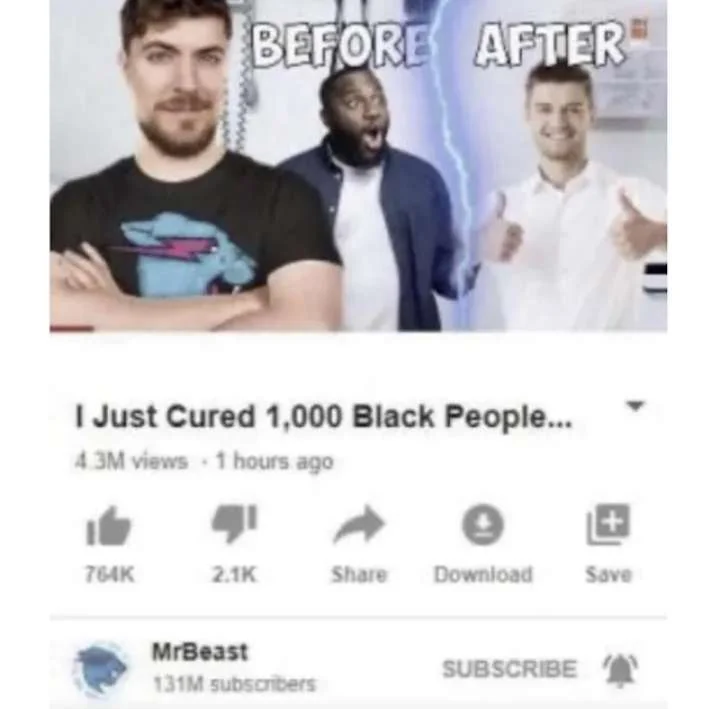 BEFORE AFTER
I Just Cured 1,000 Black People...
4.3M views · 1 hours ago
764K 2.1K Share Download Save
MrBeast
131M subscribers
SUBSCRIBE